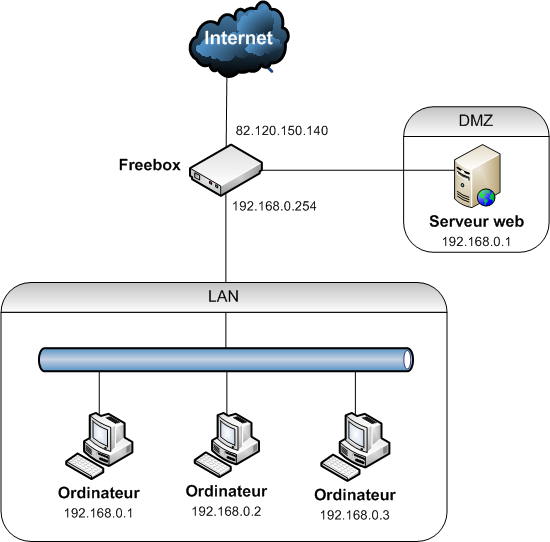 Internet
82.120.150.140
DMZ
Freebox
192.168.0.254
Serveur web
192.168.0.1
LAN
Ordinateur
192.168.0.1
Ordinateur
192.168.0.2
Ordinateur
192.168.0.3